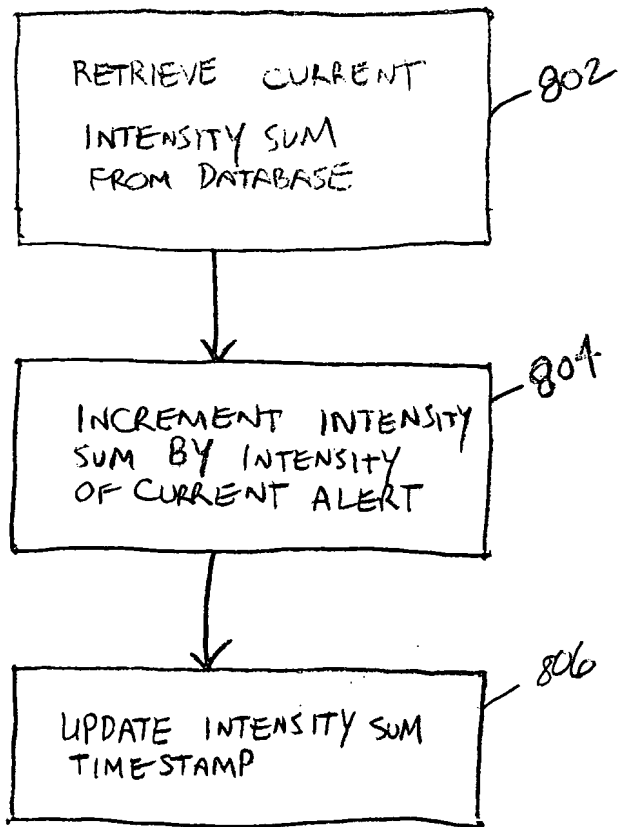 RETRIEVE CURRENT
INTENSITY SUM
FROM DATABASE
802
INCREMENT INTENSITY
SUM BY INTENSITY
OF CURRENT ALERT
804
UPDATE INTENSITY SUM
TIMESTAMP
806